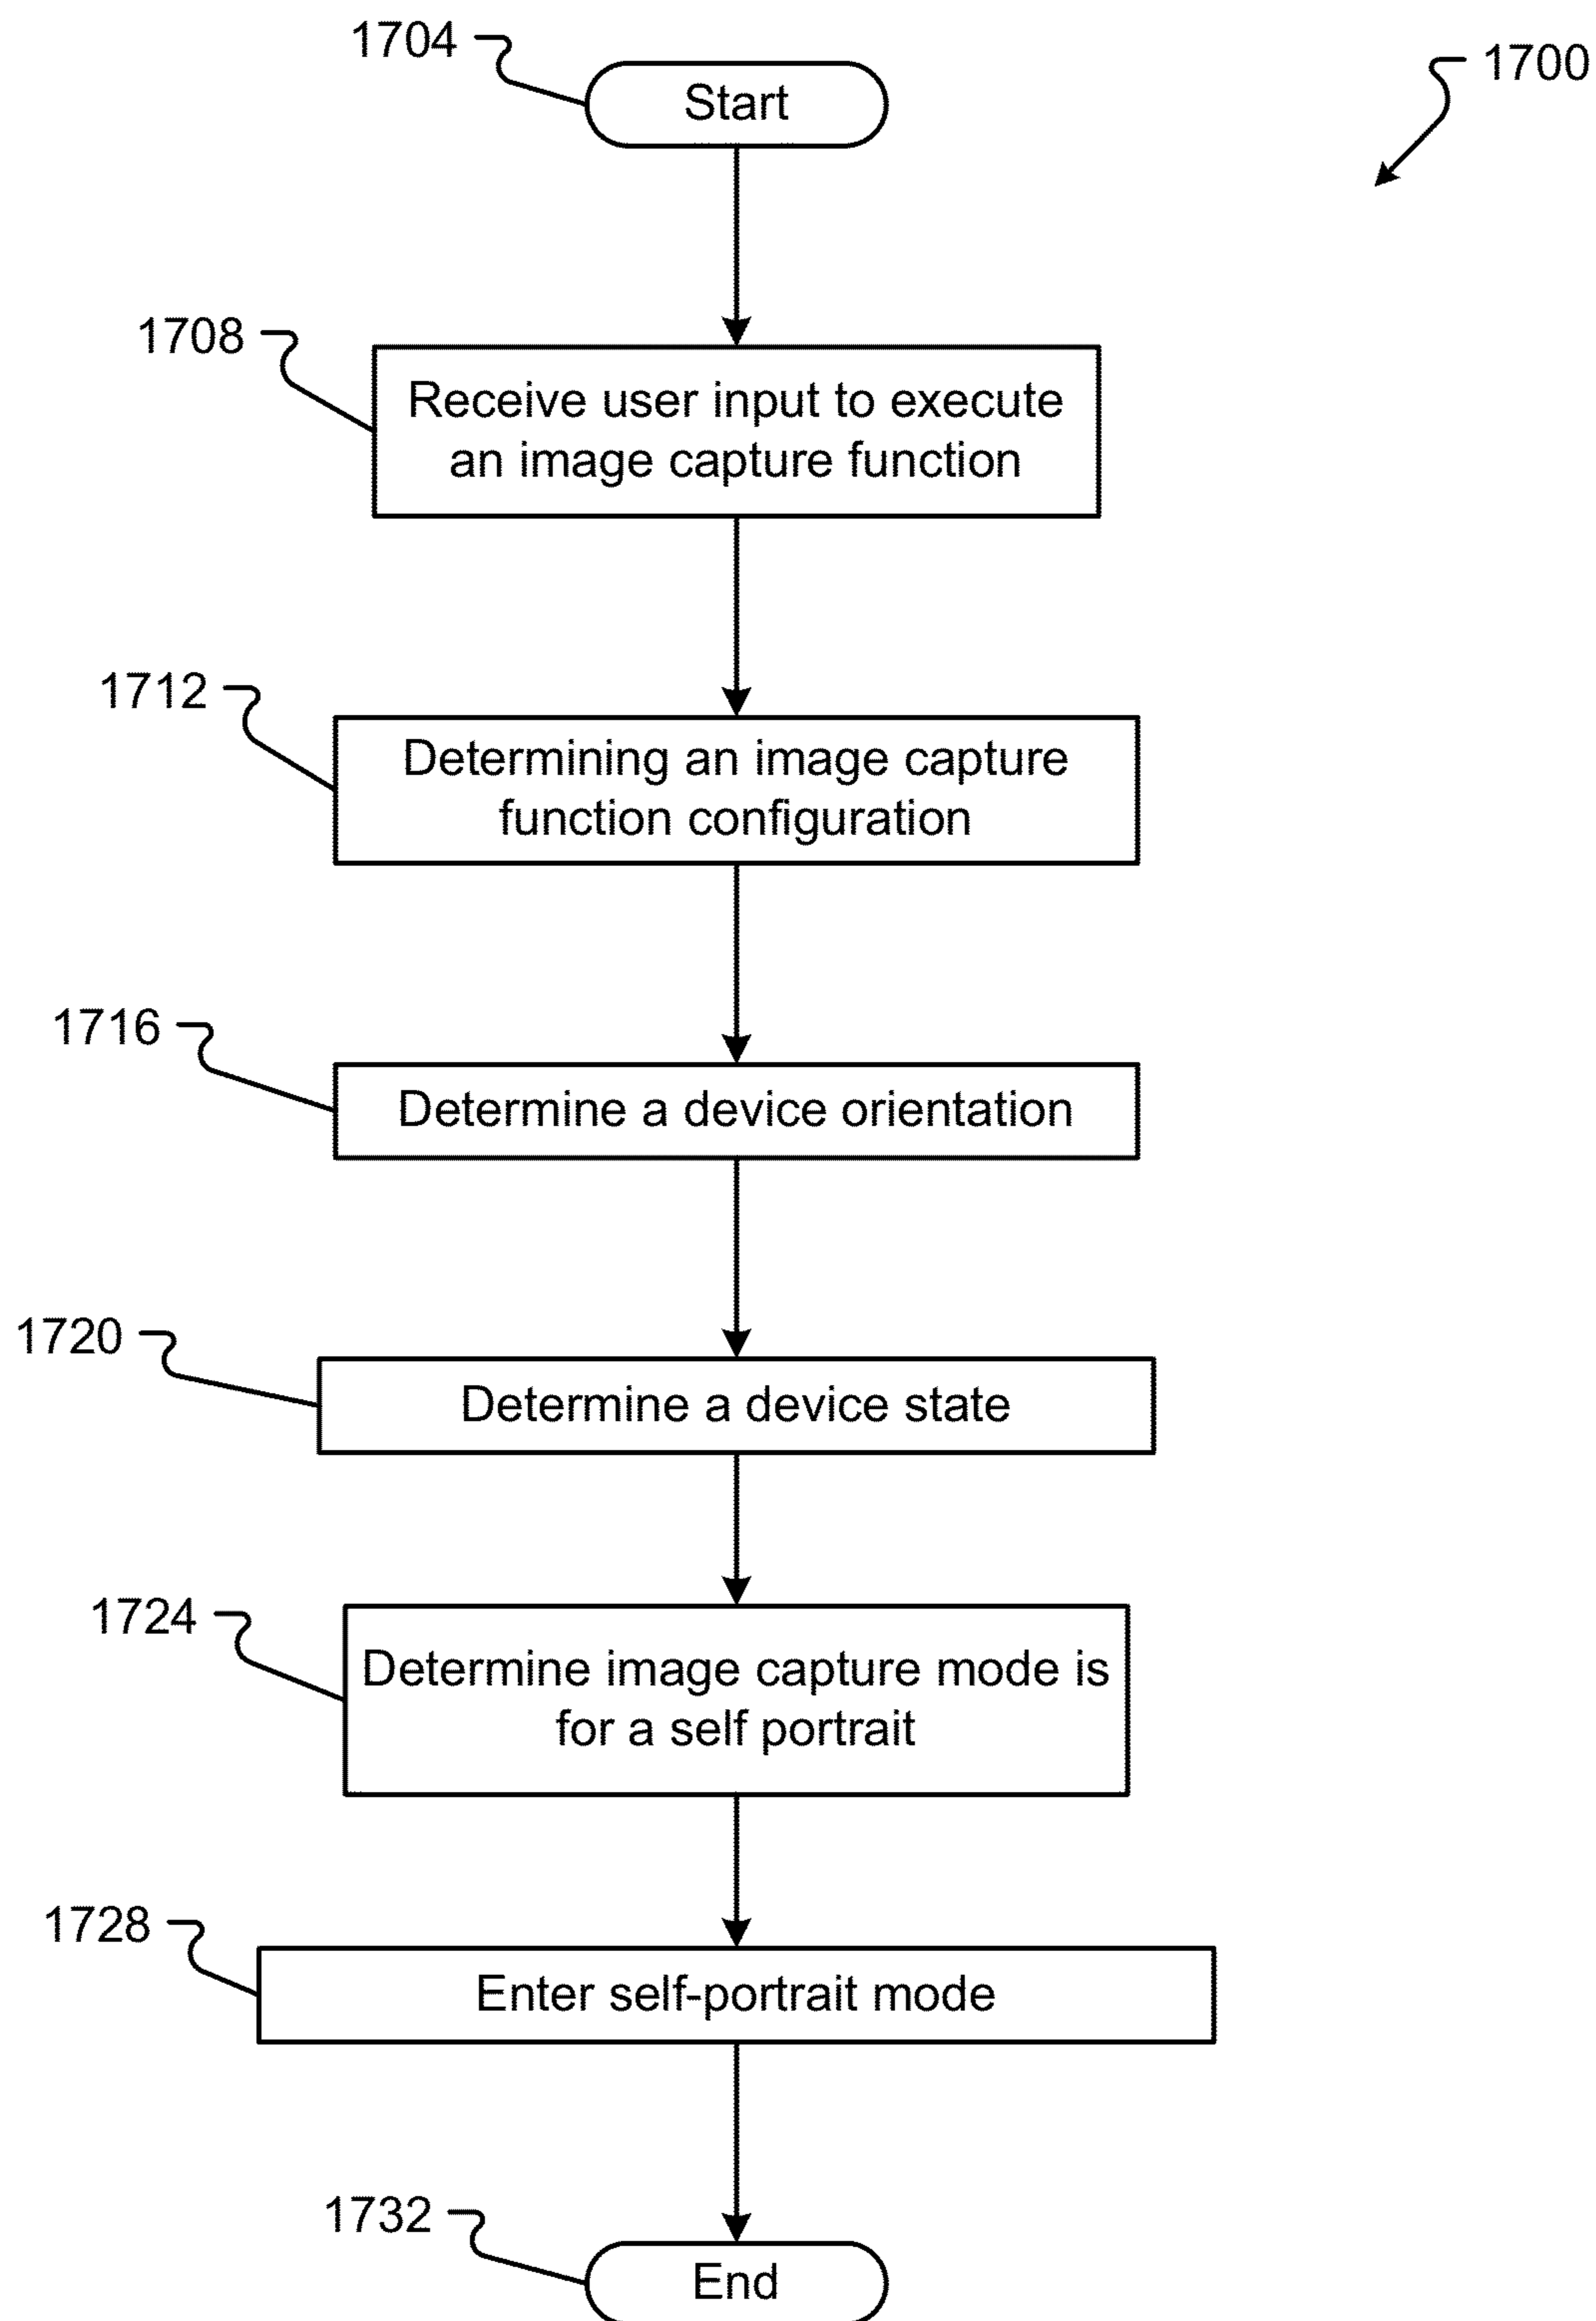 1704
Start
1700
1708
Receive user input to execute
an image capture function
1712
Determining an image capture
function configuration
1716
Determine a device orientation
1720
Determine a device state
1724
Determine image capture mode is
for a self portrait
1728
Enter self-portrait mode
1732
End